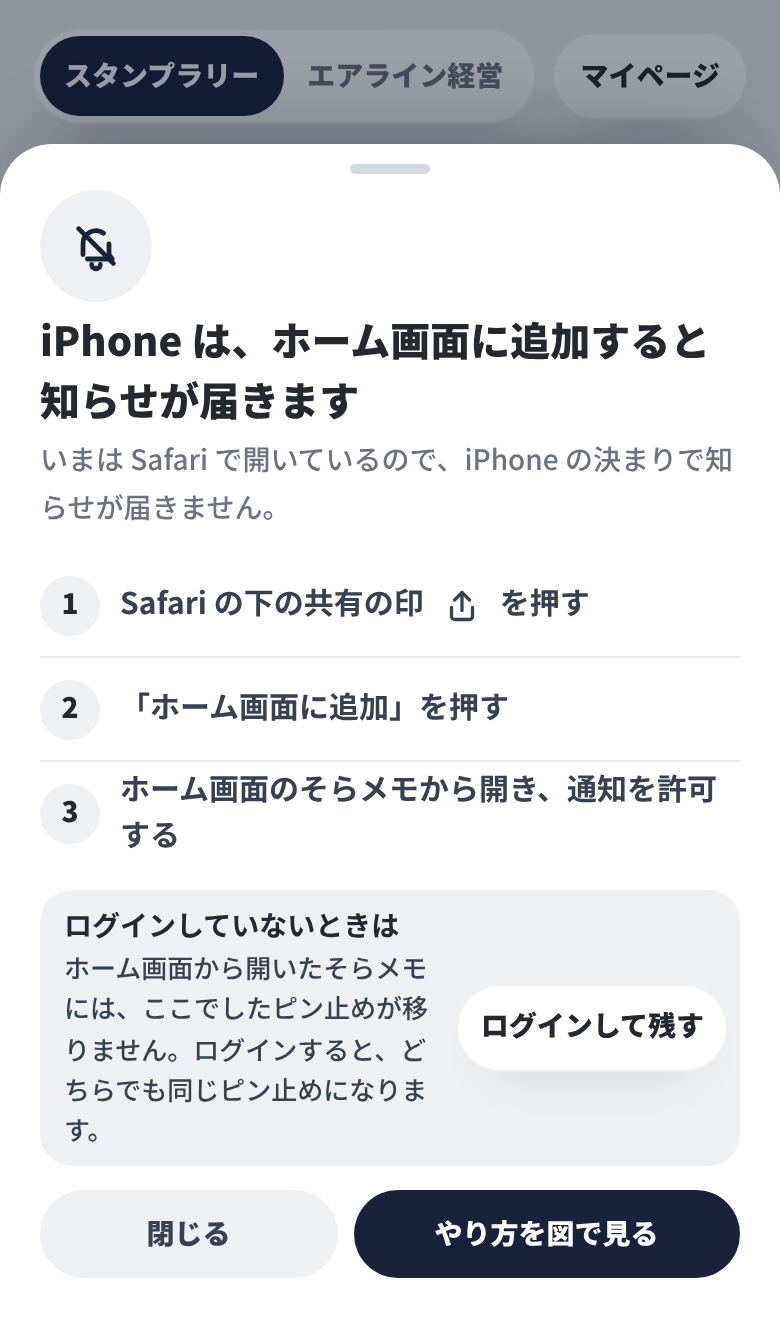 スタンプラリー エアライン経営 マイページ
iPhone は、ホーム画面に追加すると
知らせが届きます
いまは Safari で開いているので、iPhone の決まりで知
らせが届きません。
1 Safari の下の共有の印 を押す
2 「ホーム画面に追加」を押す
3 ホーム画面のそらメモから開き、通知を許可
する
ログインしていないときは
ホーム画面から開いたそらメモ
には、ここでしたピン止めが移
りません。ログインすると、ど
ちらでも同じピン止めになりま
す。
ログインして残す
閉じる やり方を図で見る